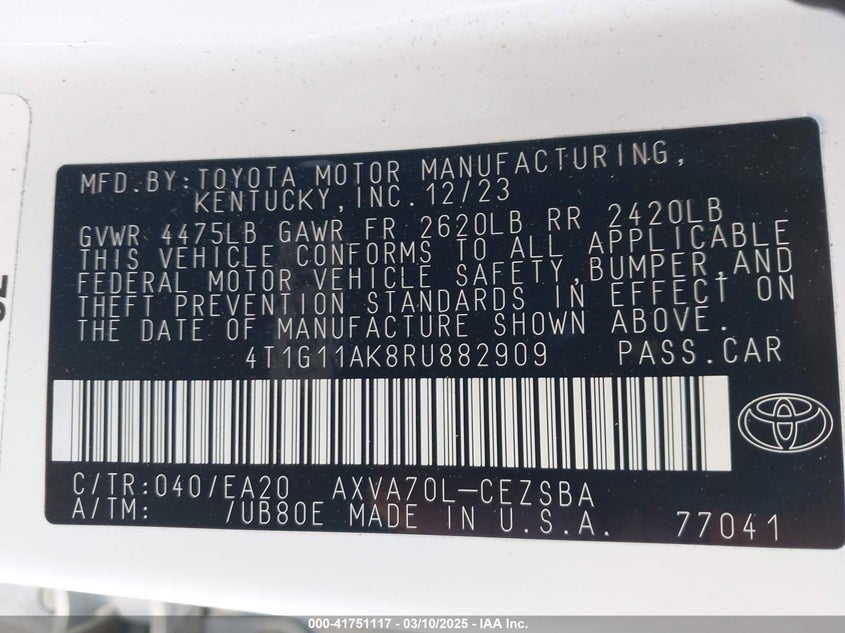 MFD.BY:TOYOTA MOTOR MANUFACTURING,
KENTUCKY,INC.12/23
GVWR 4475LB GAWR FR 2620LB RR 2420LB
THIS VEHICLE CONFORMS TO ALL APPLICABLE
FEDERAL MOTOR VEHICLE SAFETY,BUMPER,AND
THEFT PREVENTION STANDARDS IN EFFECT ON
THE DATE OF MANUFACTURE SHOWN ABOVE.
4T1G11AK8RU882909 PASS.CAR
C/TR:040/EA20 AXVA70L-CEZSBA
A/TM: /UB80E MADE IN U.S.A. 77041
000-41751117 — 03/10/2025 — IAA Inc.